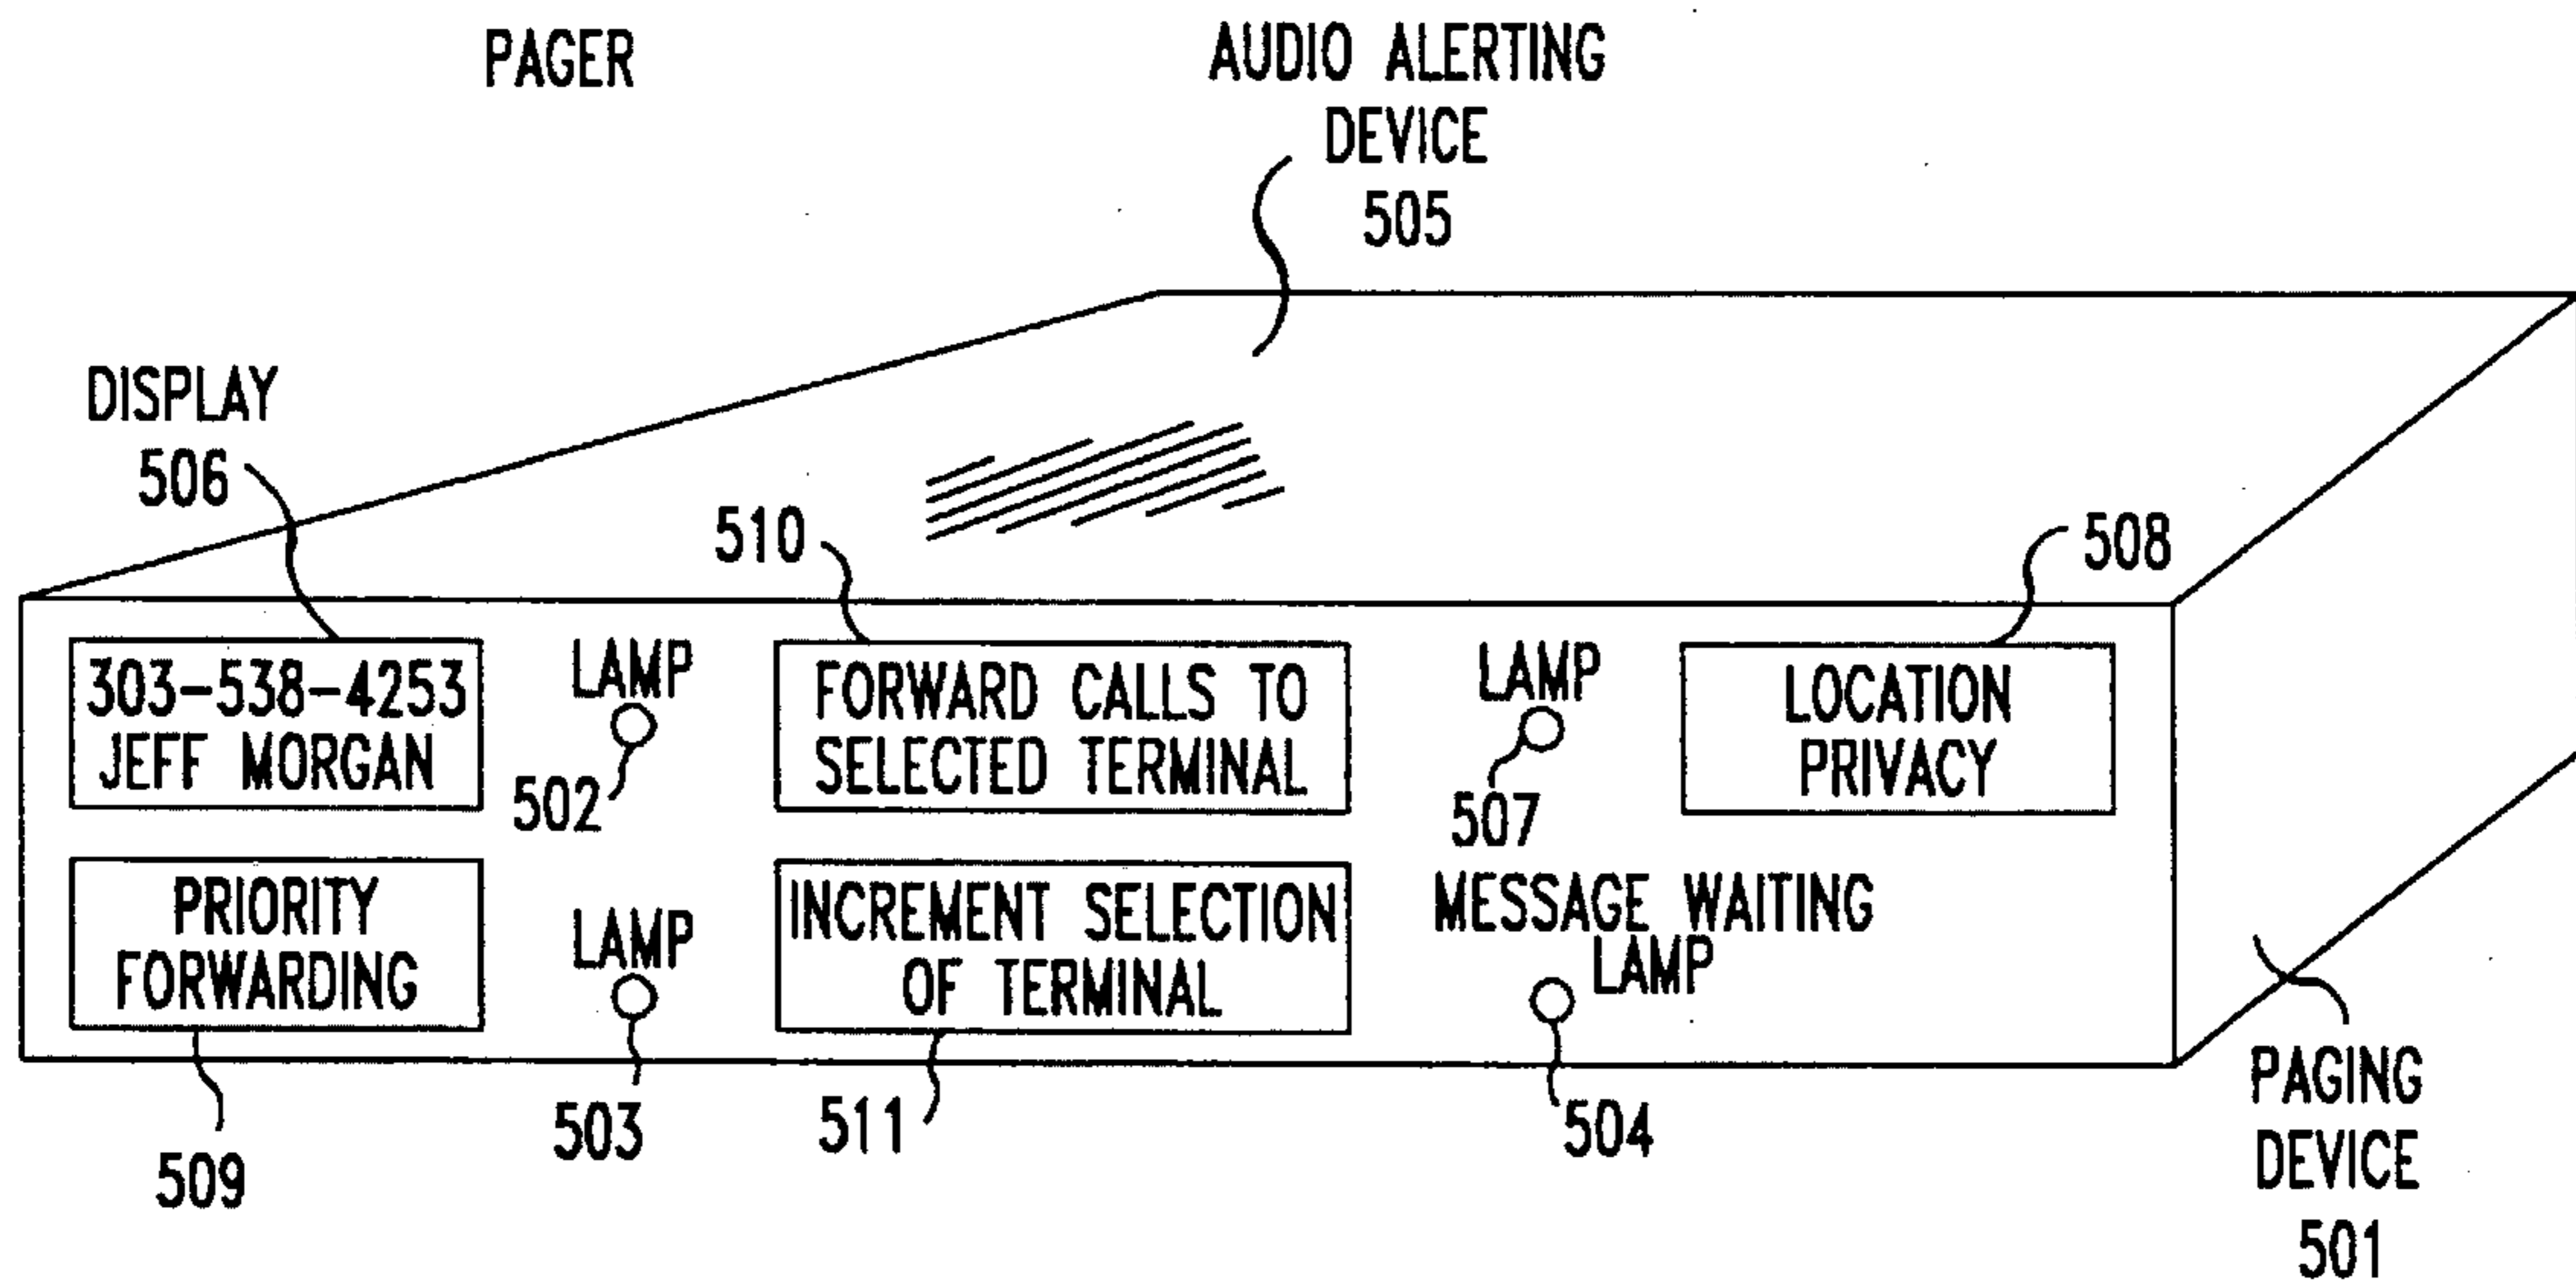 PAGER
AUDIO ALERTING
DEVICE
505
DISPLAY
506
510
508
303-538-4253
JEFF MORGAN
LAMP
502
FORWARD CALLS TO
SELECTED TERMINAL
LAMP
507
LOCATION
PRIVACY
PRIORITY
FORWARDING
509
LAMP
503
INCREMENT SELECTION
OF TERMINAL
511
MESSAGE WAITING
LAMP
504
PAGING
DEVICE
501